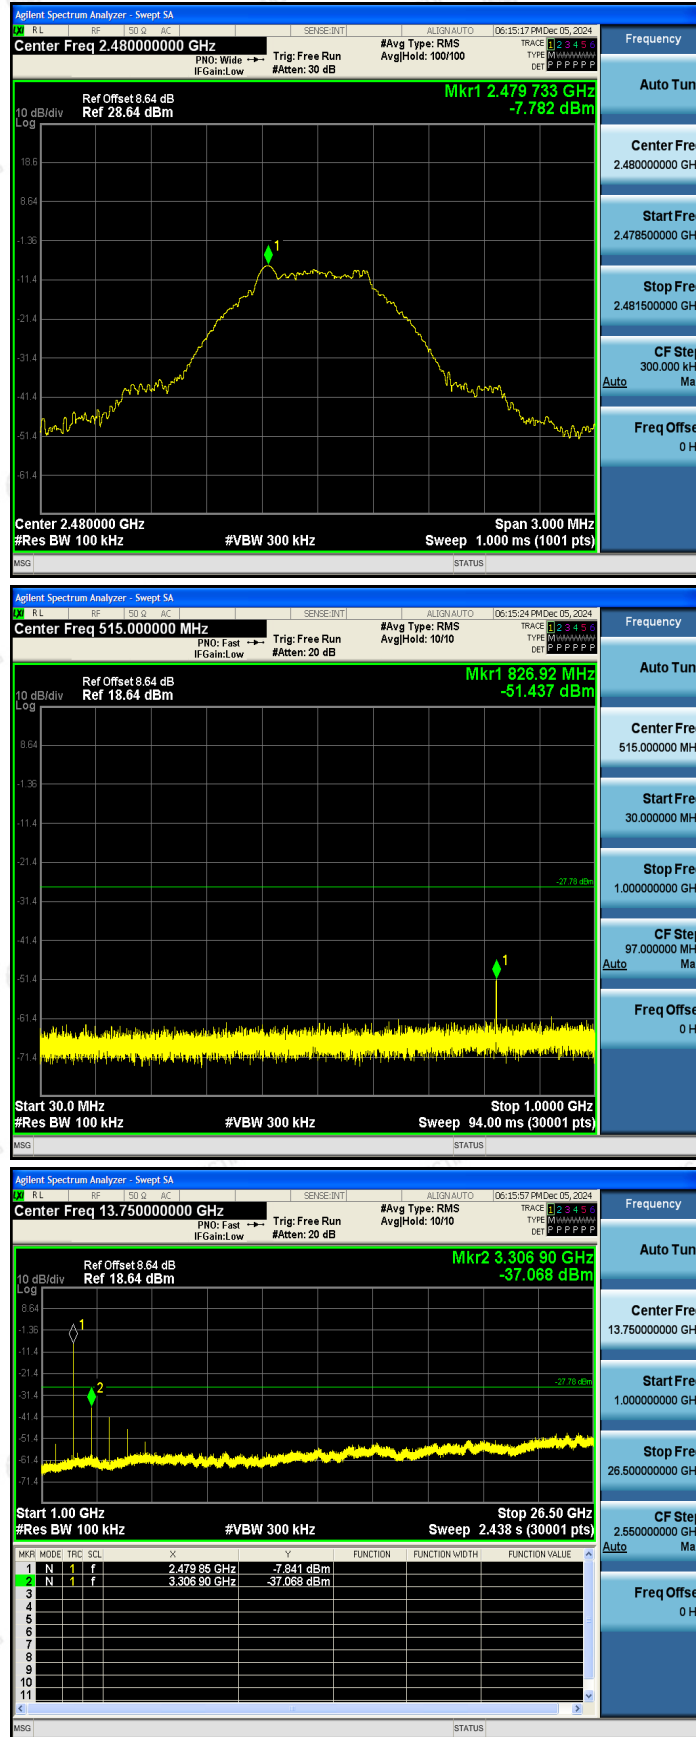 Agilent Spectrum Analyzer - Swept SA
LXI RL RF 50 Ω AC SENSE:INT ALIGNAUTO 06:15:17 PM Dec 05, 2024
Center Freq 2.480000000 GHz
PNO: Wide
IFGain:Low
Trig: Free Run
#Atten: 30 dB
#Avg Type: RMS
Avg|Hold: 100/100
TRACE 1 2 3 4 5 6
TYPE M W W W W W
DET P P P P P P
Mkr1 2.479 733 GHz
-7.782 dBm
Ref Offset 8.64 dB
10 dB/div Ref 28.64 dBm
Log
18.6
8.64
-1.36
-11.4
-21.4
-31.4
-41.4
-51.4
-61.4
1
Center 2.480000 GHz Span 3.000 MHz
#Res BW 100 kHz #VBW 300 kHz Sweep 1.000 ms (1001 pts)
MSG STATUS
Frequency
Auto Tun
Center Fre
2.480000000 GH
Start Fre
2.478500000 GH
Stop Fre
2.481500000 GH
CF Ste
300.000 kH
Auto Ma
Freq Offse
0 H
Agilent Spectrum Analyzer - Swept SA
LXI RL RF 50 Ω AC SENSE:INT ALIGNAUTO 06:15:24 PM Dec 05, 2024
Center Freq 515.000000 MHz
PNO: Fast
IFGain:Low
Trig: Free Run
#Atten: 20 dB
#Avg Type: RMS
Avg|Hold: 10/10
TRACE 1 2 3 4 5 6
TYPE M W W W W W
DET P P P P P P
Mkr1 826.92 MHz
-51.437 dBm
Ref Offset 8.64 dB
10 dB/div Ref 18.64 dBm
Log
8.64
-1.36
-11.4
-21.4
-31.4
-41.4
-51.4
-61.4
-71.4
-27.78 dBm
1
Start 30.0 MHz Stop 1.0000 GHz
#Res BW 100 kHz #VBW 300 kHz Sweep 94.00 ms (30001 pts)
MSG STATUS
Frequency
Auto Tun
Center Fre
515.000000 MH
Start Fre
30.000000 MH
Stop Fre
1.000000000 GH
CF Ste
97.000000 MH
Auto Ma
Freq Offse
0 H
Agilent Spectrum Analyzer - Swept SA
LXI RL RF 50 Ω AC SENSE:INT ALIGNAUTO 06:15:57 PM Dec 05, 2024
Center Freq 13.750000000 GHz
PNO: Fast
IFGain:Low
Trig: Free Run
#Atten: 20 dB
#Avg Type: RMS
Avg|Hold: 10/10
TRACE 1 2 3 4 5 6
TYPE M W W W W W
DET P P P P P P
Mkr2 3.306 90 GHz
-37.068 dBm
Ref Offset 8.64 dB
10 dB/div Ref 18.64 dBm
Log
8.64
-1.36
-11.4
-21.4
-31.4
-41.4
-51.4
-61.4
-71.4
-27.78 dBm
1
2
Start 1.00 GHz Stop 26.50 GHz
#Res BW 100 kHz #VBW 300 kHz Sweep 2.438 s (30001 pts)
MKR MODE TRC SCL X Y FUNCTION FUNCTION WIDTH FUNCTION VALUE
1 N 1 f 2.479 85 GHz -7.841 dBm
2 N 1 f 3.306 90 GHz -37.068 dBm
3
4
5
6
7
8
9
10
11
MSG STATUS
Frequency
Auto Tun
Center Fre
13.750000000 GH
Start Fre
1.000000000 GH
Stop Fre
26.500000000 GH
CF Ste
2.550000000 GH
Auto Ma
Freq Offse
0 H